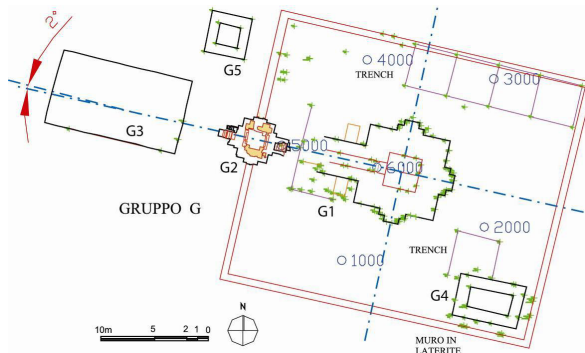 2°
G5
4000
TRENCH
3000
G3
G2
5000
6000
GRUPPO G
G1
2000
TRENCH
1000
G4
N
10m 5 2 1 0
MURO IN
LATERITE